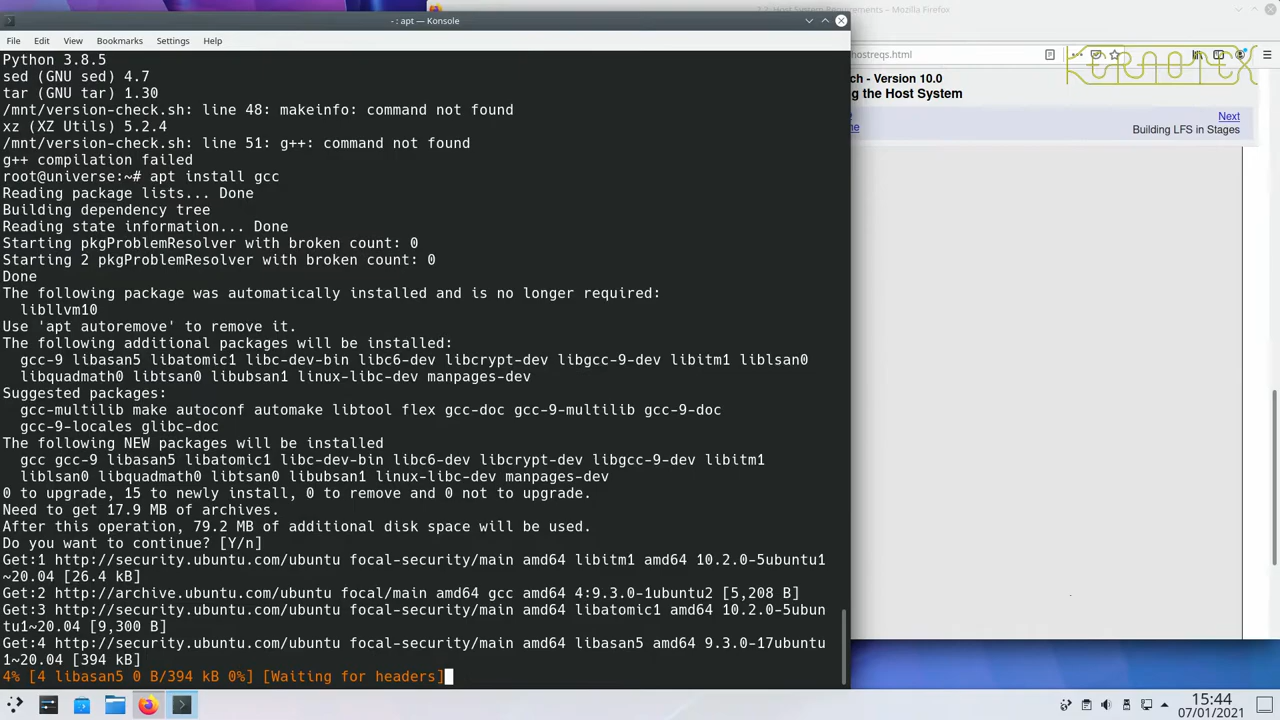 - : apt — Konsole
2.2. Host System Requirements – Mozilla Firefox
File Edit View Bookmarks Settings Help
Python 3.8.5
sed (GNU sed) 4.7
tar (GNU tar) 1.30
/mnt/version-check.sh: line 48: makeinfo: command not found
xz (XZ Utils) 5.2.4
/mnt/version-check.sh: line 51: g++: command not found
g++ compilation failed
root@universe:~# apt install gcc
Reading package lists... Done
Building dependency tree
Reading state information... Done
Starting pkgProblemResolver with broken count: 0
Starting 2 pkgProblemResolver with broken count: 0
Done
The following package was automatically installed and is no longer required:
libllvm10
Use 'apt autoremove' to remove it.
The following additional packages will be installed:
gcc-9 libasan5 libatomic1 libc-dev-bin libc6-dev libcrypt-dev libgcc-9-dev libitm1 liblsan0
libquadmath0 libtsan0 libubsan1 linux-libc-dev manpages-dev
Suggested packages:
gcc-multilib make autoconf automake libtool flex gcc-doc gcc-9-multilib gcc-9-doc
gcc-9-locales glibc-doc
The following NEW packages will be installed
gcc gcc-9 libasan5 libatomic1 libc-dev-bin libc6-dev libcrypt-dev libgcc-9-dev libitm1
liblsan0 libquadmath0 libtsan0 libubsan1 linux-libc-dev manpages-dev
0 to upgrade, 15 to newly install, 0 to remove and 0 not to upgrade.
Need to get 17.9 MB of archives.
After this operation, 79.2 MB of additional disk space will be used.
Do you want to continue? [Y/n]
Get:1 http://security.ubuntu.com/ubuntu focal-security/main amd64 libitm1 amd64 10.2.0-5ubuntu1
~20.04 [26.4 kB]
Get:2 http://archive.ubuntu.com/ubuntu focal/main amd64 gcc amd64 4:9.3.0-1ubuntu2 [5,208 B]
Get:3 http://security.ubuntu.com/ubuntu focal-security/main amd64 libatomic1 amd64 10.2.0-5ubun
tu1~20.04 [9,300 B]
Get:4 http://security.ubuntu.com/ubuntu focal-security/main amd64 libasan5 amd64 9.3.0-17ubuntu
1~20.04 [394 kB]
4% [4 libasan5 0 B/394 kB 0%] [Waiting for headers]
hostreqs.html
KERNOTEX
ch - Version 10.0
g the Host System
Next
Building LFS in Stages
15:44
07/01/2021